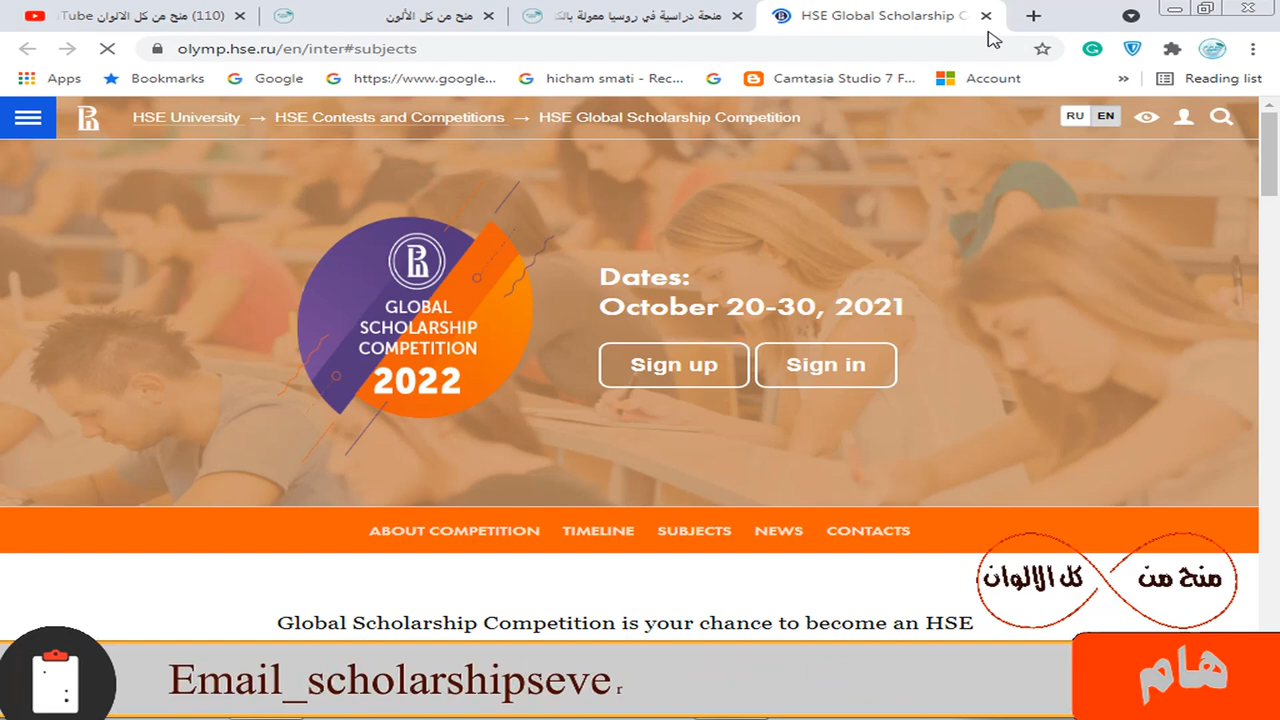 Tube منح من كل الالوان (110)
منح من كل الألون
منحة دراسية في روسيا ممولة بالك
HSE Global Scholarship C
olymp.hse.ru/en/inter#subjects
Apps Bookmarks Google https://www.google... hicham smati - Rec... Camtasia Studio 7 F... Account » Reading list
HSE University → HSE Contests and Competitions → HSE Global Scholarship Competition RU EN
GLOBAL
SCHOLARSHIP
COMPETITION
2022
Dates:
October 20-30, 2021
Sign up Sign in
ABOUT COMPETITION TIMELINE SUBJECTS NEWS CONTACTS
منح من كل الالوان
Global Scholarship Competition is your chance to become an HSE
Email_scholarshipsever
هام